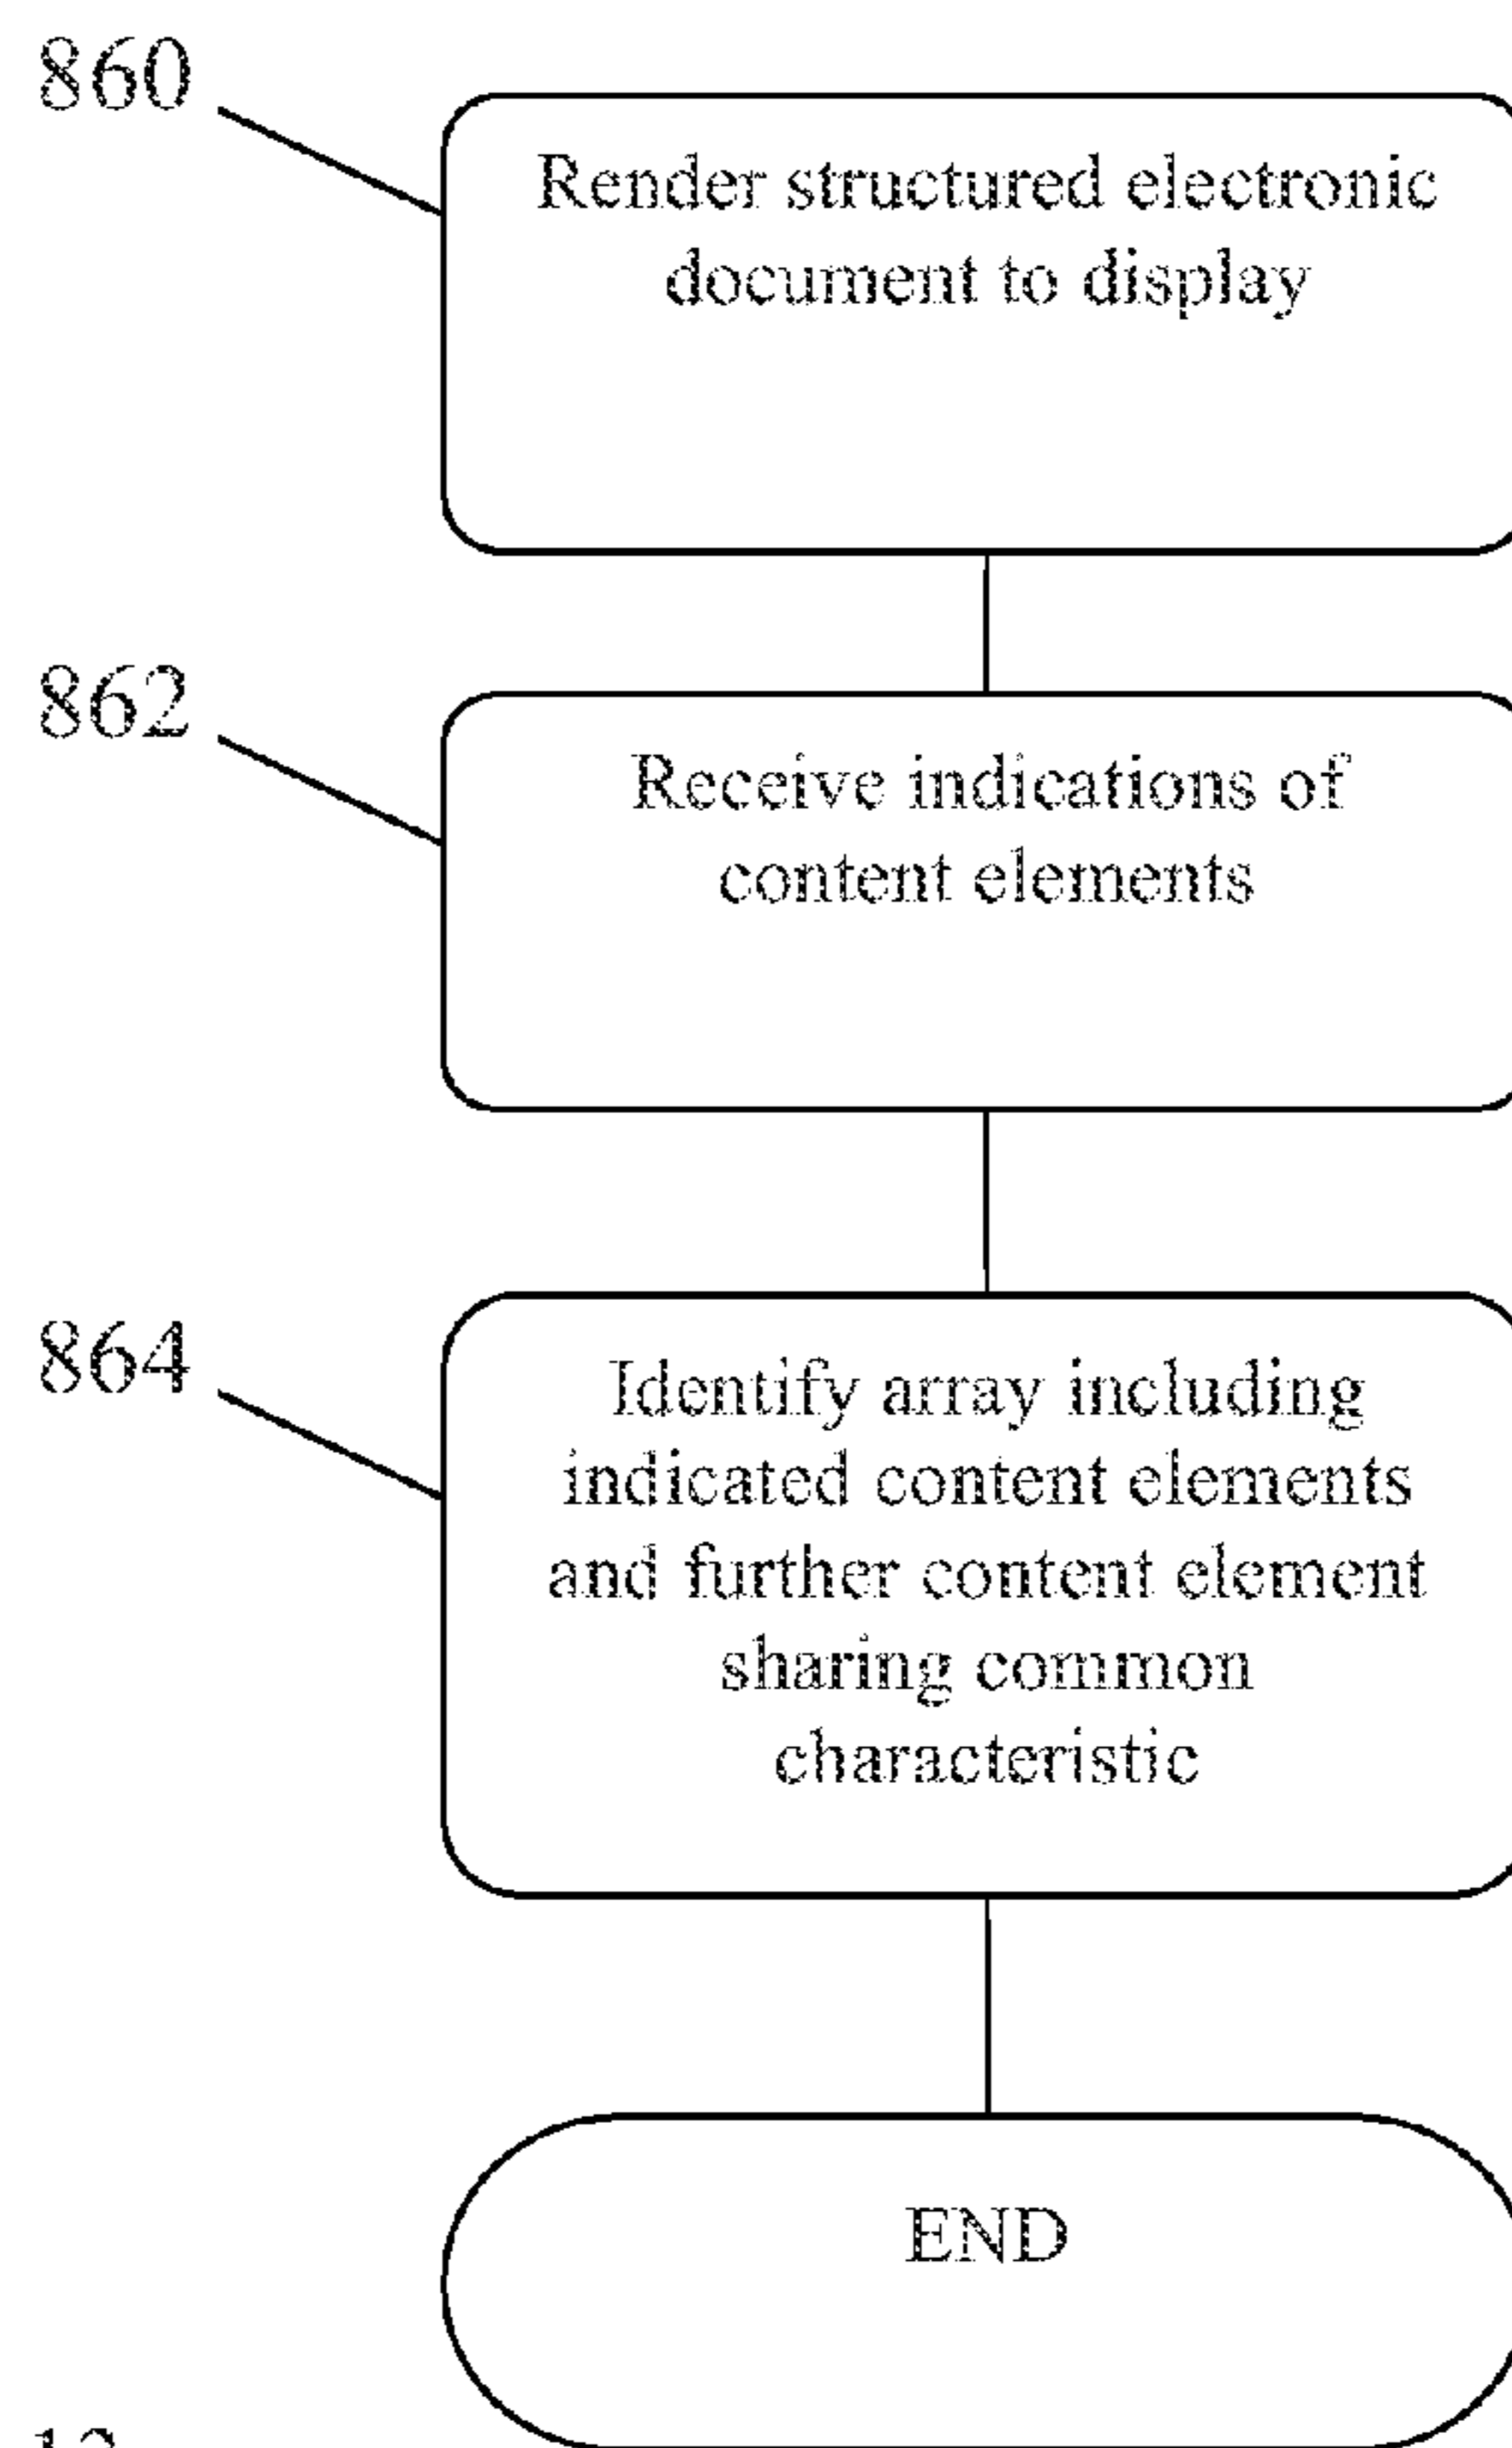 860
Render structured electronic
document to display
862
Receive indications of
content elements
864
Identify array including
indicated content elements
and further content element
sharing common
characteristic
END